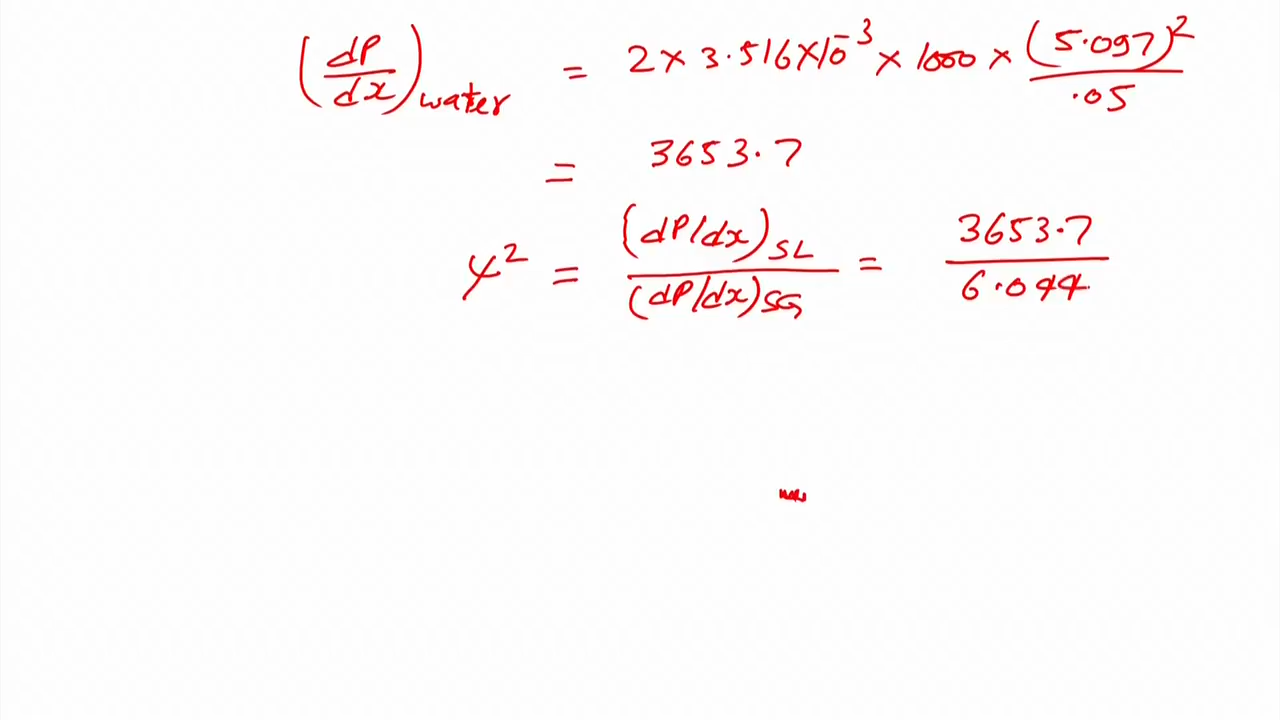 (dP/dx)water = 2 × 3.516×10⁻³ × 1000 × (5.097)²/.05
= 3653.7
ψ² = (dP/dx)SL/(dP/dx)SG = 3653.7/6.044